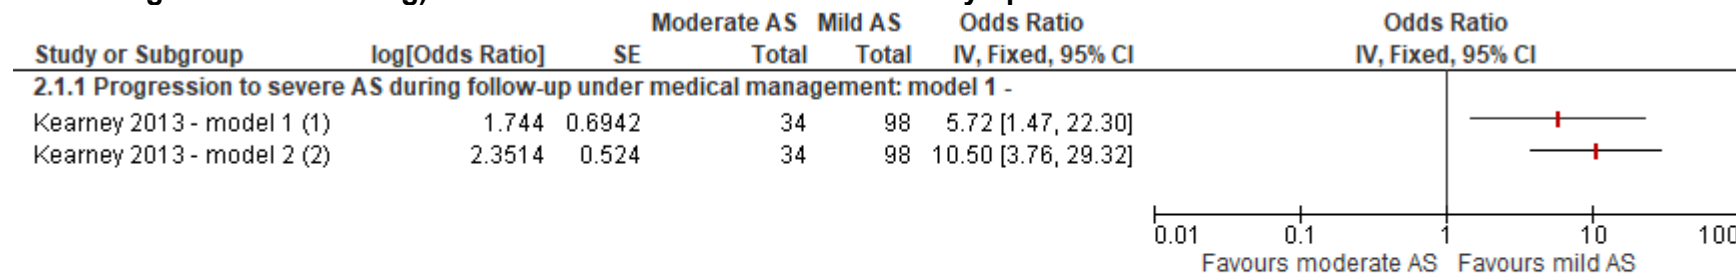 Moderate AS Mild AS Odds Ratio Odds Ratio
Study or Subgroup log[Odds Ratio] SE Total Total IV, Fixed, 95% CI IV, Fixed, 95% CI
2.1.1 Progression to severe AS during follow-up under medical management: model 1 -
Kearney 2013 - model 1 (1) 1.744 0.6942 34 98 5.72 [1.47, 22.30]
Kearney 2013 - model 2 (2) 2.3514 0.524 34 98 10.50 [3.76, 29.32]
0.01 0.1 1 10 100
Favours moderate AS Favours mild AS